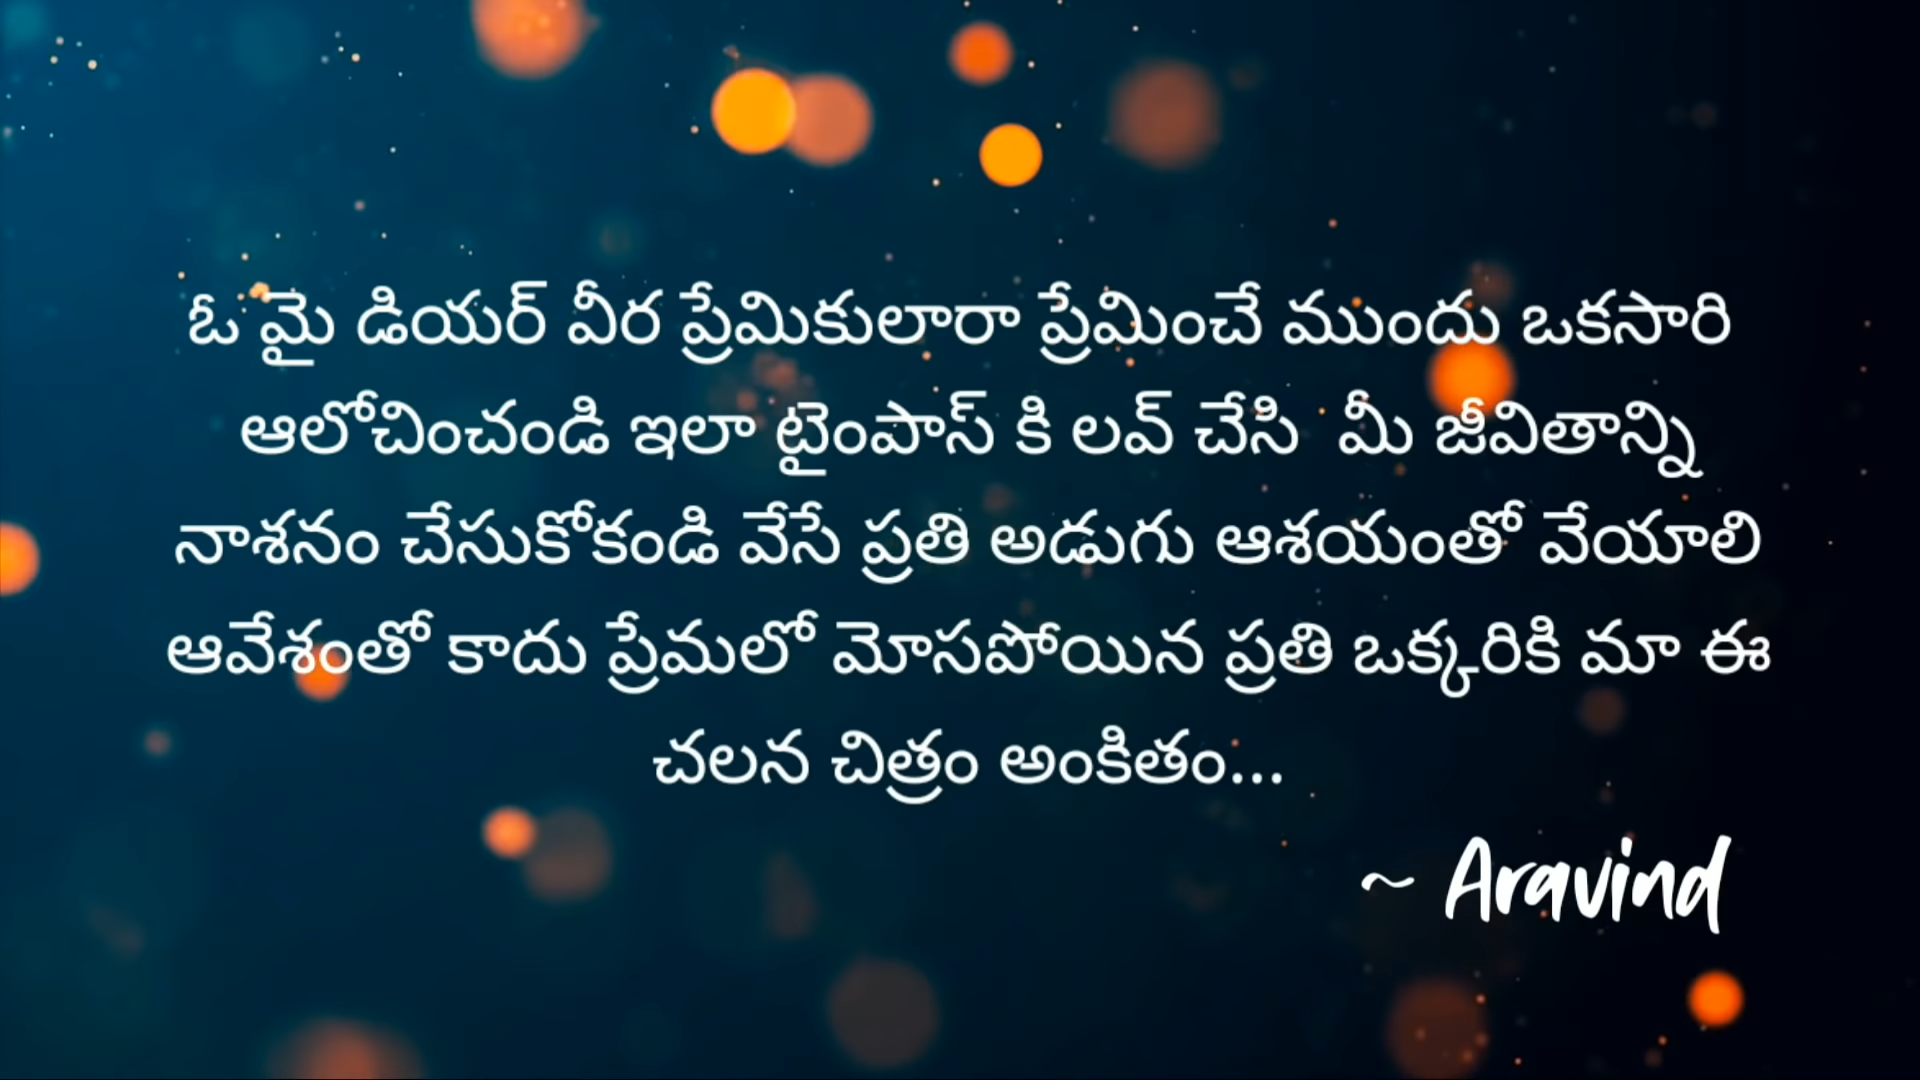 ఓ మై డియర్ వీర ప్రేమికులారా ప్రేమించే ముందు ఒకసారి
ఆలోచించండి ఇలా టైంపాస్ కి లవ్ చేసి మీ జీవితాన్ని
నాశనం చేసుకోకండి వేసే ప్రతి అడుగు ఆశయంతో వేయాలి
ఆవేశంతో కాదు ప్రేమలో మోసపోయిన ప్రతి ఒక్కరికి మా ఈ
చలన చిత్రం అంకితం...
~ Aravind